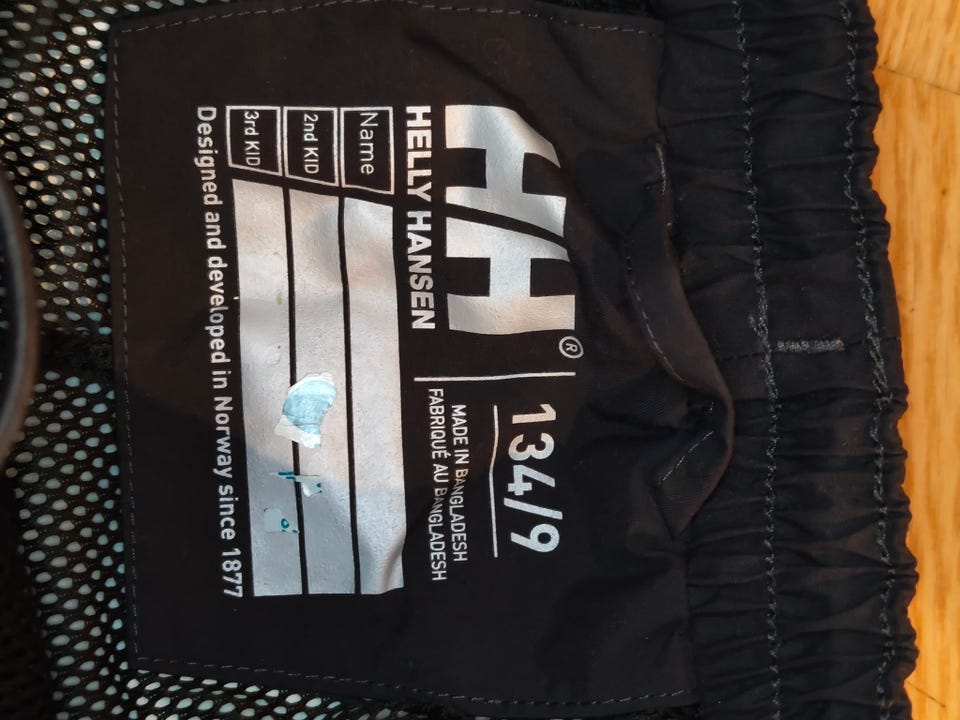 HH®
HELLY HANSEN
134/9
MADE IN BANGLADESH
FABRIQUÉ AU BANGLADESH
Name
2nd KID
3rd KID
Designed and developed in Norway since 1877